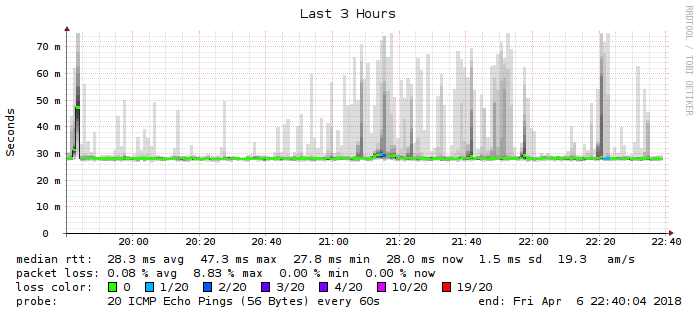 Last 3 Hours
RRDTOOL / TOBI OETIKER
Seconds
70 m
60 m
50 m
40 m
30 m
20 m
10 m
0
20:00 20:20 20:40 21:00 21:20 21:40 22:00 22:20 22:40
median rtt: 28.3 ms avg 47.3 ms max 27.8 ms min 28.0 ms now 1.5 ms sd 19.3 am/s
packet loss: 0.08 % avg 8.83 % max 0.00 % min 0.00 % now
loss color: 0 1/20 2/20 3/20 4/20 10/20 19/20
probe: 20 ICMP Echo Pings (56 Bytes) every 60s end: Fri Apr 6 22:40:04 2018